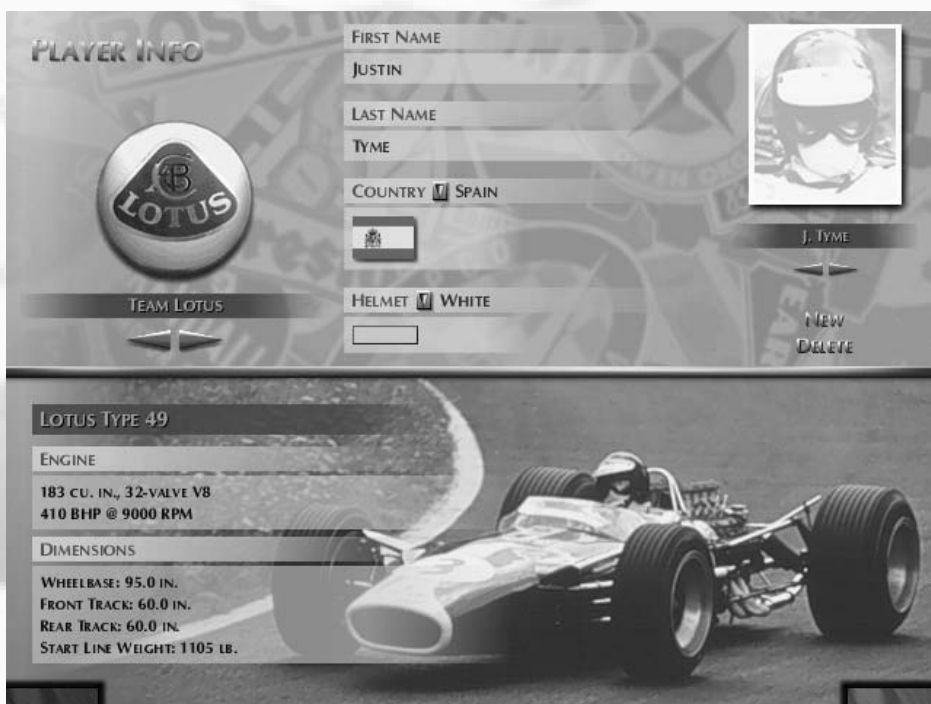 Player Info
First Name
Justin
Last Name
Tyme
Country Spain
Helmet White
LOTUS
Team Lotus
J. Tyme
New
Delete
Lotus Type 49
Engine
183 cu. in., 32-valve V8
410 BHP @ 9000 RPM
Dimensions
Wheelbase: 95.0 in.
Front Track: 60.0 in.
Rear Track: 60.0 in.
Start Line Weight: 1105 lb.